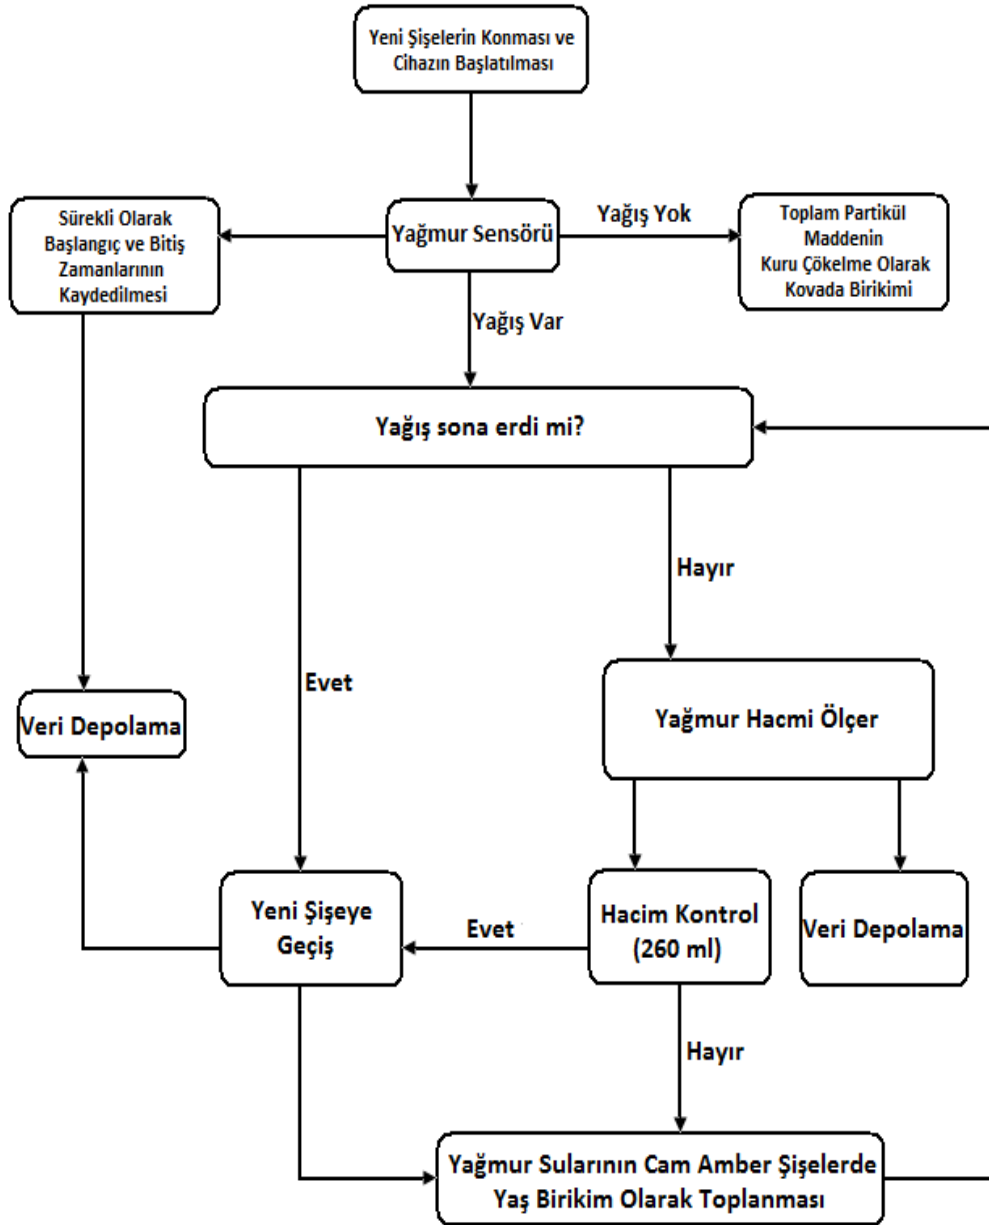 Yeni Şişelerin Konması ve
Cihazın Başlatılması
Sürekli Olarak
Başlangıç ve Bitiş
Zamanlarının
Kaydedilmesi
Yağmur Sensörü
Yağış Yok
Toplam Partikül
Maddenin
Kuru Çökelme Olarak
Kovada Birikimi
Yağış Var
Yağış sona erdi mi?
Hayır
Evet
Veri Depolama
Yağmur Hacmi Ölçer
Yeni Şişeye
Geçiş
Evet
Hacim Kontrol
(260 ml)
Veri Depolama
Hayır
Yağmur Sularının Cam Amber Şişelerde
Yaş Birikim Olarak Toplanması